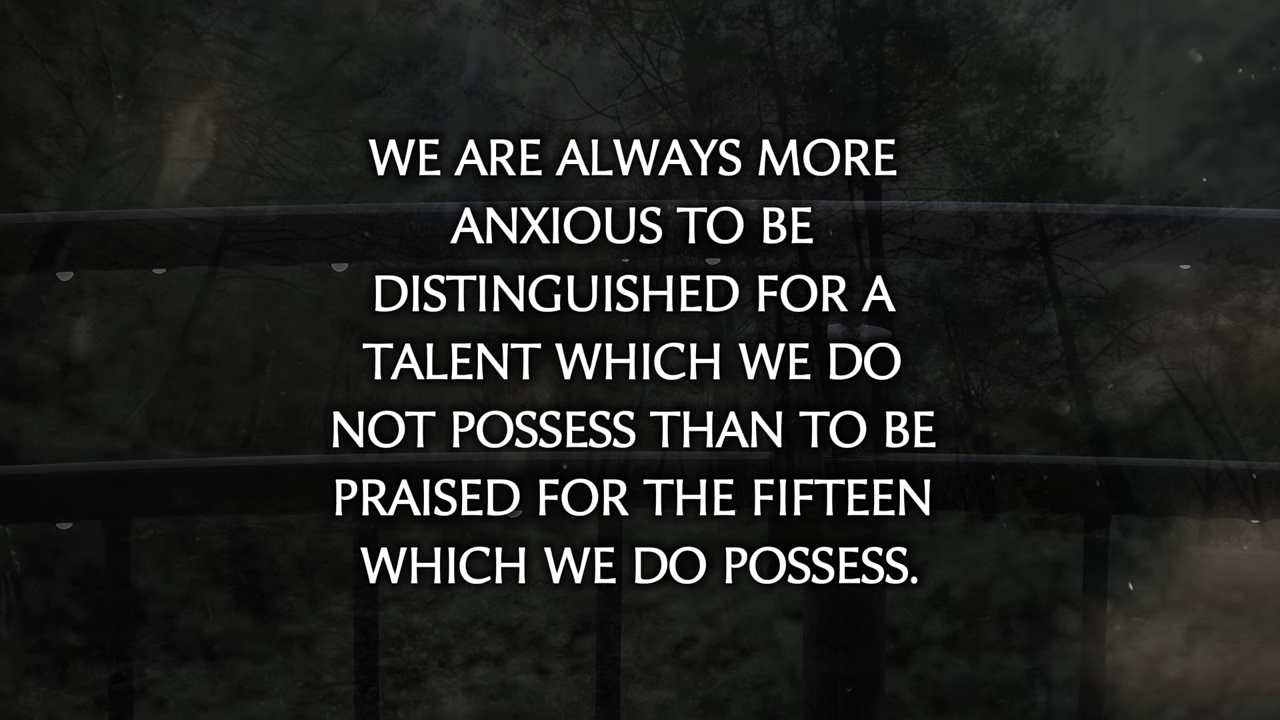 WE ARE ALWAYS MORE
ANXIOUS TO BE
DISTINGUISHED FOR A
TALENT WHICH WE DO
NOT POSSESS THAN TO BE
PRAISED FOR THE FIFTEEN
WHICH WE DO POSSESS.